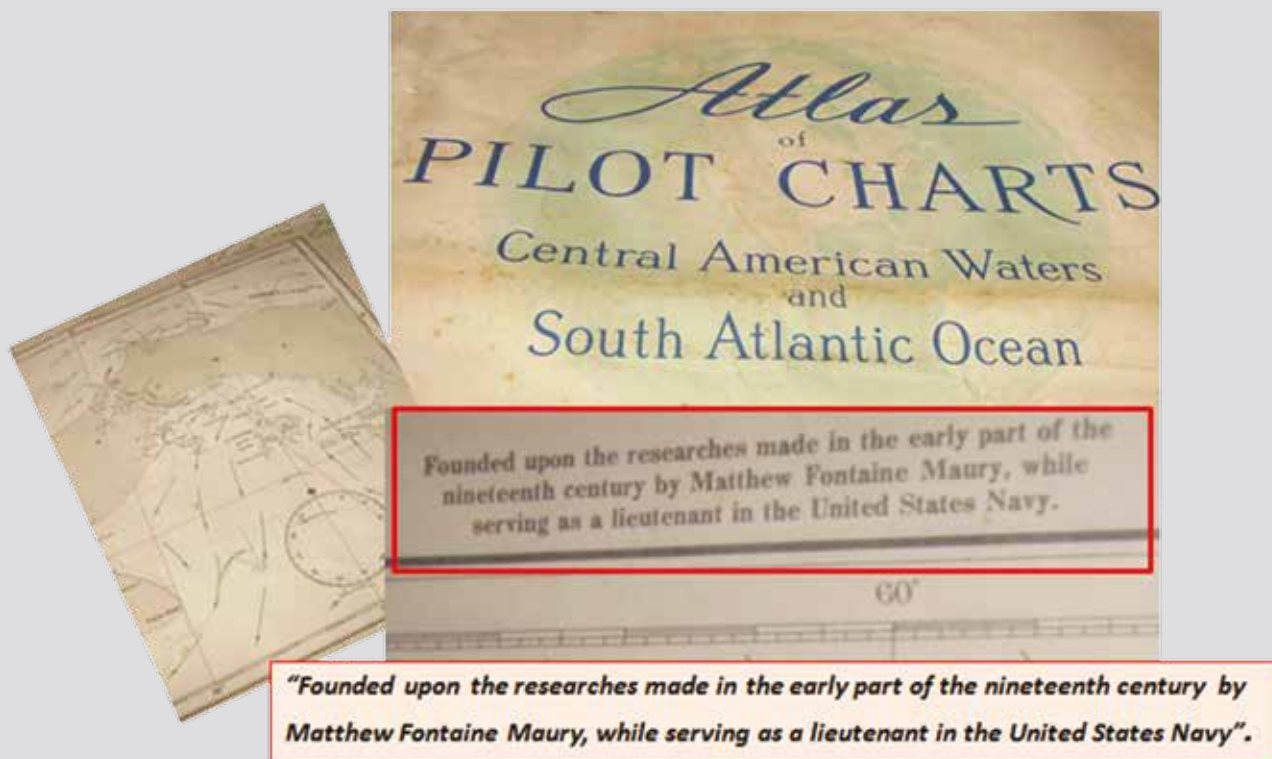 Atlas
of
PILOT CHARTS
Central American Waters
and
South Atlantic Ocean
Founded upon the researches made in the early part of the
nineteenth century by Matthew Fontaine Maury, while
serving as a lieutenant in the United States Navy.
60°
“Founded upon the researches made in the early part of the nineteenth century by
Matthew Fontaine Maury, while serving as a lieutenant in the United States Navy”.